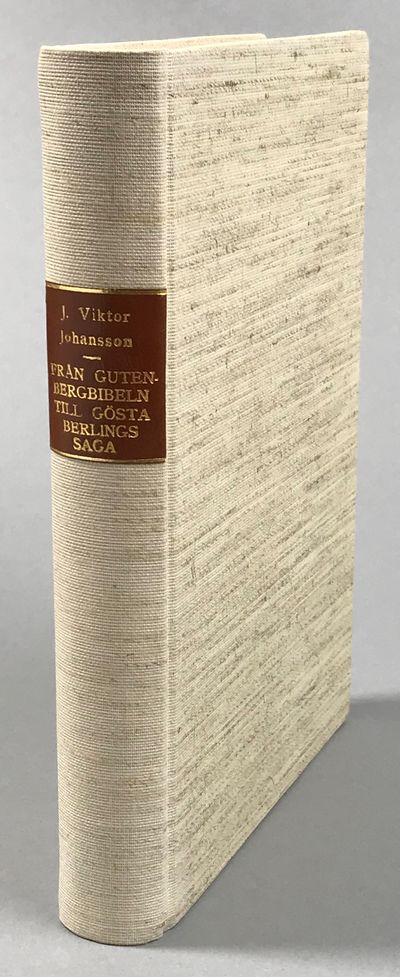 J. Viktor
Johansson
FRÅN GUTEN-
BERGBIBELN
TILL GÖSTA
BERLINGS
SAGA